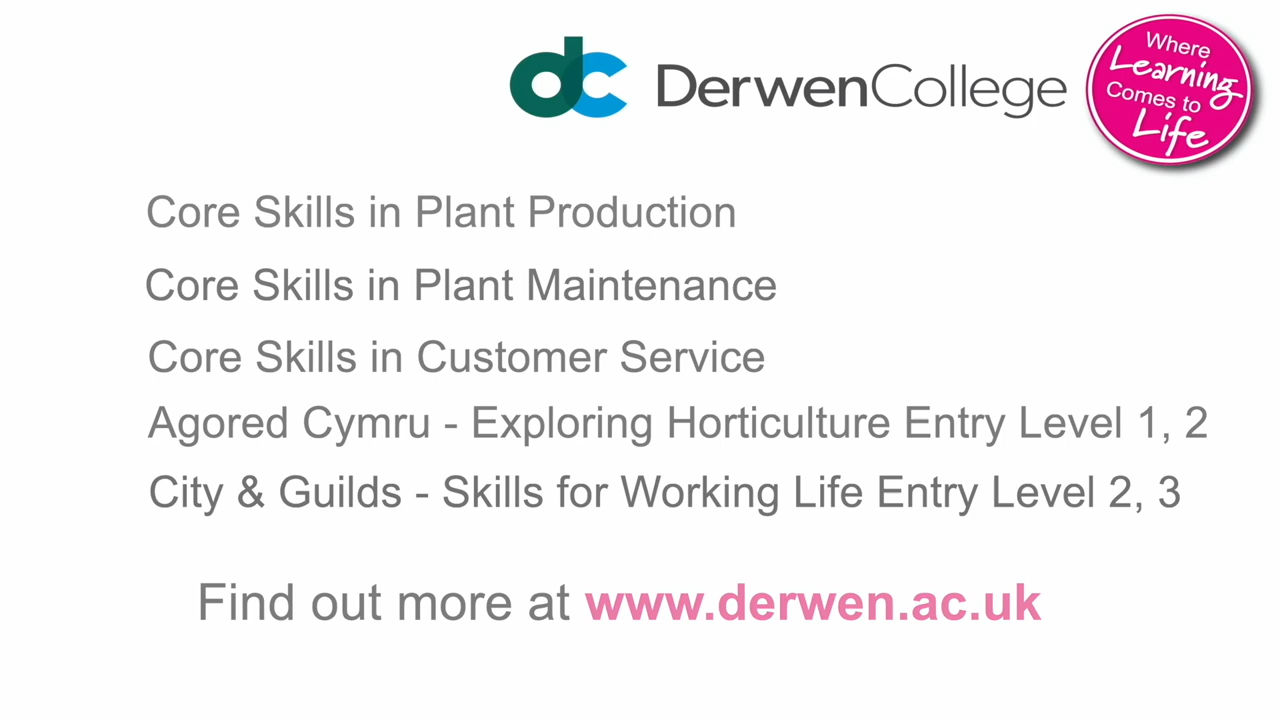 dc DerwenCollege
Where
Learning
Comes to
Life
Core Skills in Plant Production
Core Skills in Plant Maintenance
Core Skills in Customer Service
Agored Cymru - Exploring Horticulture Entry Level 1, 2
City & Guilds - Skills for Working Life Entry Level 2, 3
Find out more at www.derwen.ac.uk